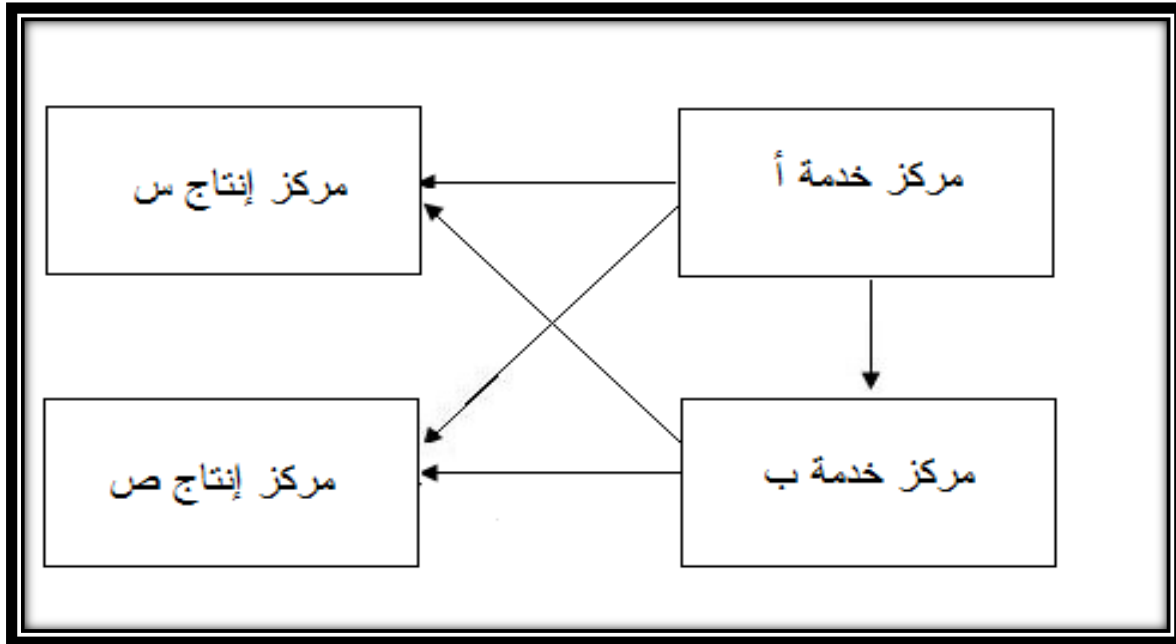 مركز خدمة أ
مركز إنتاج س
مركز خدمة ب
مركز إنتاج ص